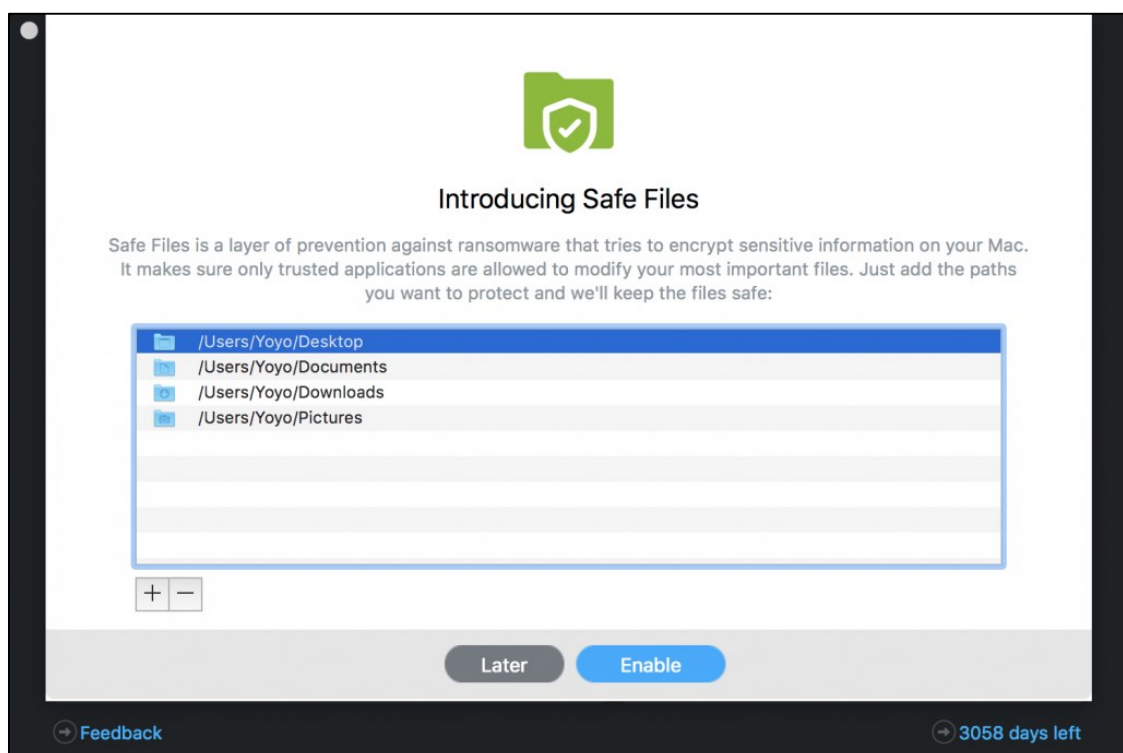 Introducing Safe Files
Safe Files is a layer of prevention against ransomware that tries to encrypt sensitive information on your Mac.
It makes sure only trusted applications are allowed to modify your most important files. Just add the paths
you want to protect and we'll keep the files safe:
/Users/Yoyo/Desktop
/Users/Yoyo/Documents
/Users/Yoyo/Downloads
/Users/Yoyo/Pictures
+ −
Later Enable
Feedback 3058 days left